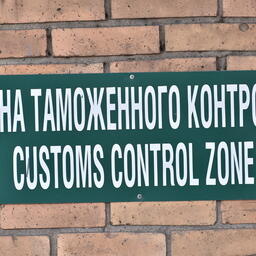 НА ТАМОЖЕННОГО КОНТРО
CUSTOMS CONTROL ZONE